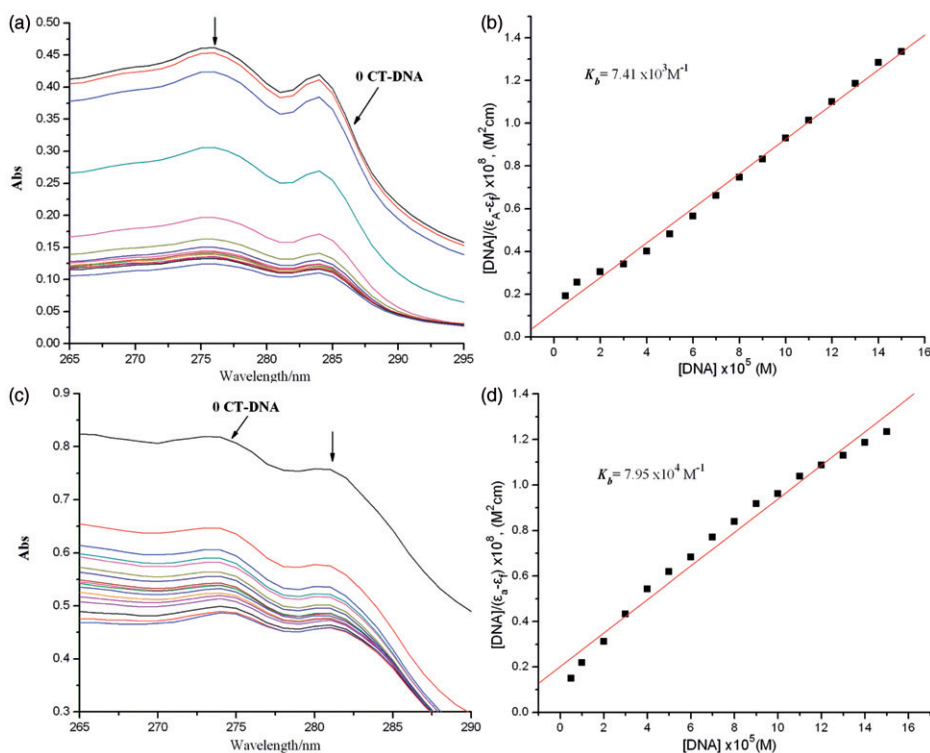 (a)
0.50
0.45
0.40
0.35
0.30
0.25
0.20
0.15
0.10
0.05
0.00
Abs
0 CT-DNA
265 270 275 280 285 290 295
Wavelength/nm
(b)
1.4
1.2
1.0
0.8
0.6
0.4
0.2
0.0
[DNA]/(ε_A-ε_f) x10^8, (M^2cm)
K_b = 7.41 x10^3 M^-1
0 2 4 6 8 10 12 14 16
[DNA] x10^5 (M)
(c)
0.9
0.8
0.7
0.6
0.5
0.4
0.3
Abs
0 CT-DNA
265 270 275 280 285 290
Wavelength/nm
(d)
1.4
1.2
1.0
0.8
0.6
0.4
0.2
0.0
[DNA]/(ε_a-ε_f) x10^8, (M^2cm)
K_b = 7.95 x10^4 M^-1
0 2 4 6 8 10 12 14 16
[DNA] x10^5(M)